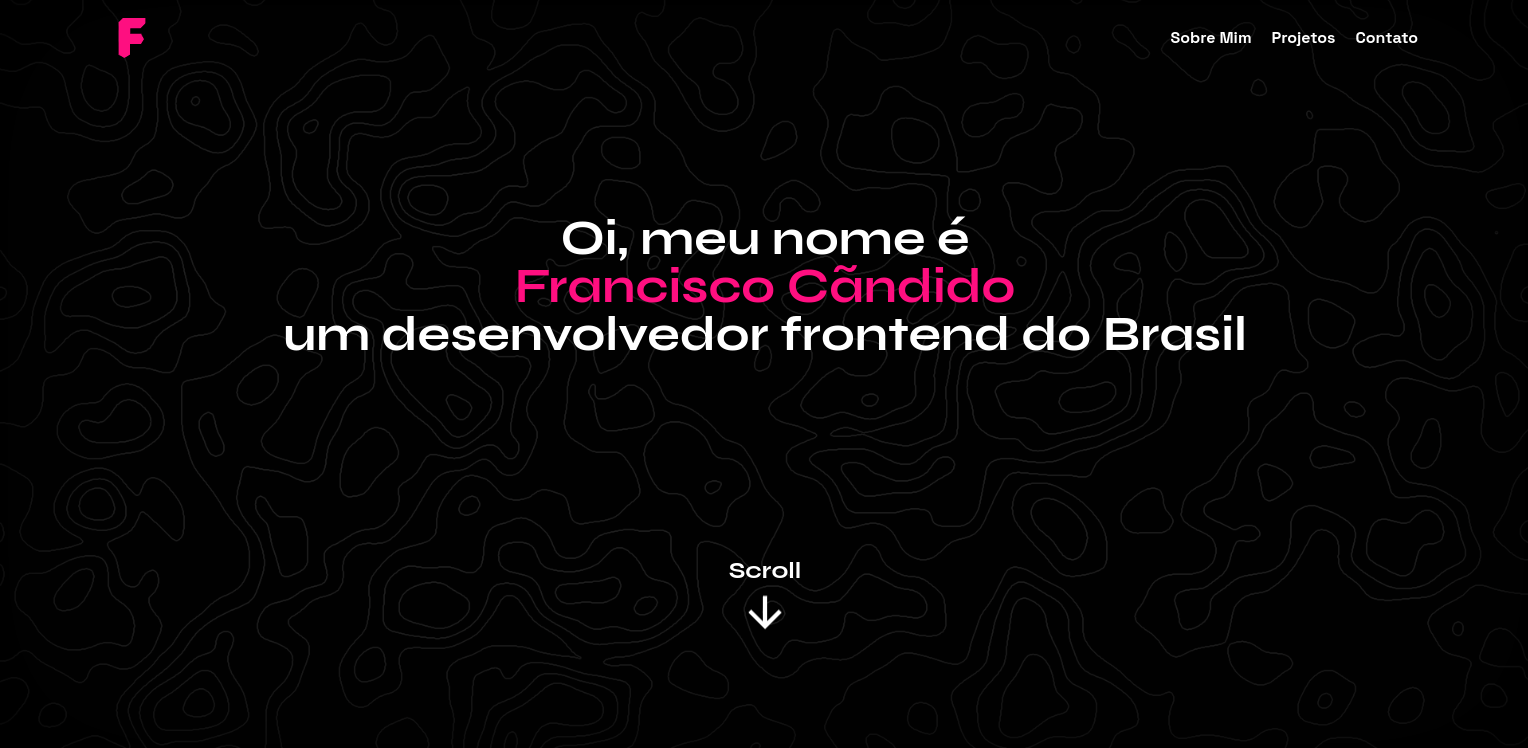 F
Sobre Mim Projetos Contato
Oi, meu nome é
Francisco Cãndido
um desenvolvedor frontend do Brasil
Scroll